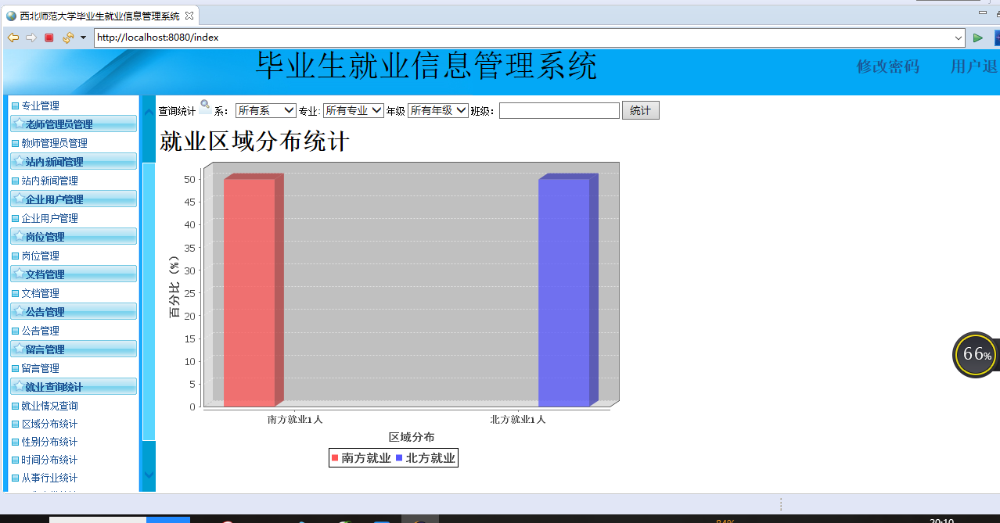 西北师范大学毕业生就业信息管理系统
http://localhost:8080/index
毕业生就业信息管理系统
修改密码 用户退
专业管理
老师管理员管理
教师管理员管理
站内新闻管理
站内新闻管理
企业用户管理
企业用户管理
岗位管理
岗位管理
文档管理
文档管理
公告管理
公告管理
留言管理
留言管理
就业查询统计
就业情况查询
区域分布统计
性别分布统计
时间分布统计
从事行业统计
查询统计 系： 所有系 专业: 所有专业 年级 所有年级 班级: 统计
就业区域分布统计
百分比（%）
50
45
40
35
30
25
20
15
10
5
0
南方就业1人 北方就业1人
区域分布
南方就业 北方就业
66%
84%
20:10